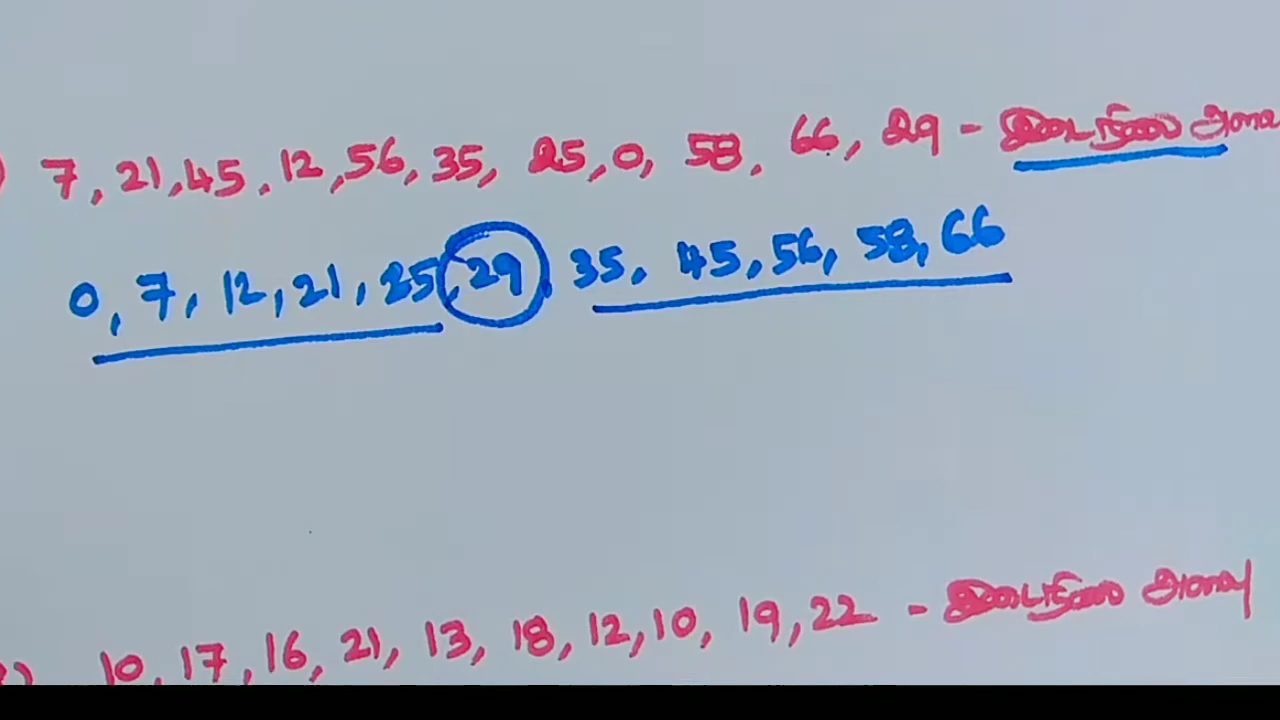 ) 7, 21, 45, 12, 56, 35, 25, 0, 58, 66, 29 - இடைநிலை
0, 7, 12, 21, 25, 29, 35, 45, 56, 58, 66
) 10, 17, 16, 21, 13, 18, 12, 10, 19, 22 - இடைநிலை அளவு